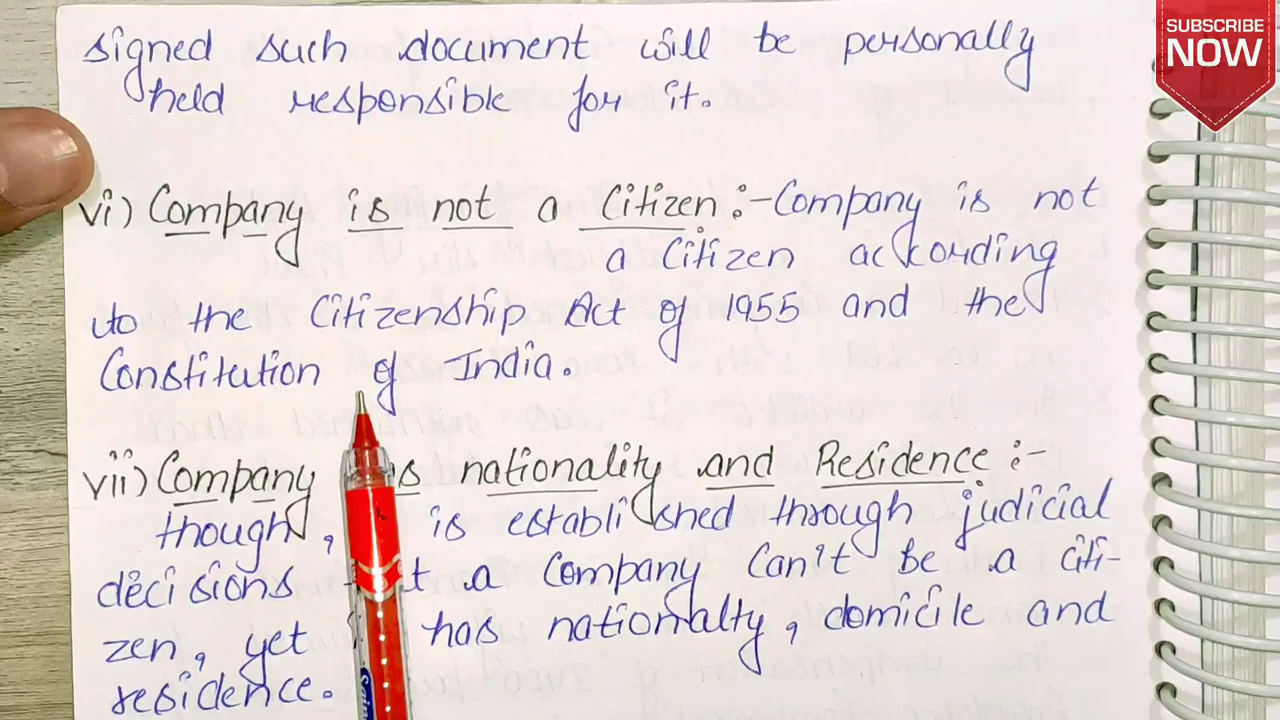 SUBSCRIBE
NOW
signed such document will be personally
held responsible for it.
vi) Company is not a Citizen :- Company is not
a Citizen according
to the Citizenship Act of 1955 and the
Constitution of India.
vii) Company nationality and Residence :-
though, is established through judicial
decisions a Company Can't be a citi-
zen, yet has nationalty, domicile and
residence.